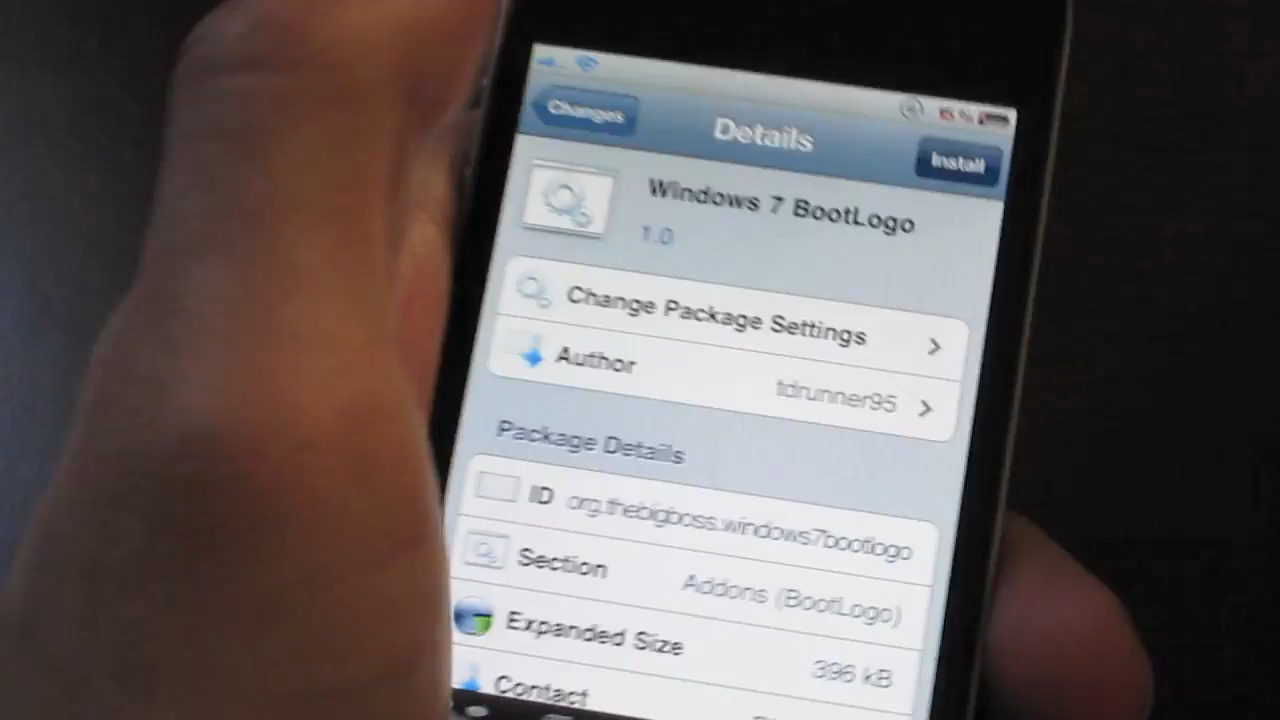 Changes
Details
Install
Windows 7 BootLogo
1.0
Change Package Settings
Author
tdrunner95
Package Details
ID org.thebigboss.windows7bootlogo
Section Addons (BootLogo)
Expanded Size 396 kB
Contact